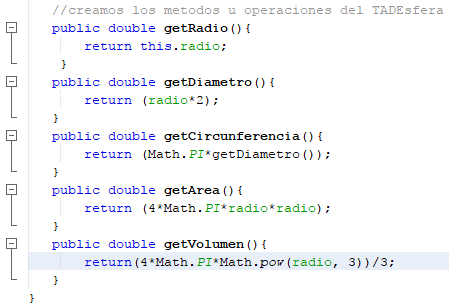 //creamos los metodos u operaciones del TADEsfera
public double getRadio(){
return this.radio;
}
public double getDiametro(){
return (radio*2);
}
public double getCircunferencia(){
return (Math.PI*getDiametro());
}
public double getArea(){
return (4*Math.PI*radio*radio);
}
public double getVolumen(){
return(4*Math.PI*Math.pow(radio, 3))/3;
}
}